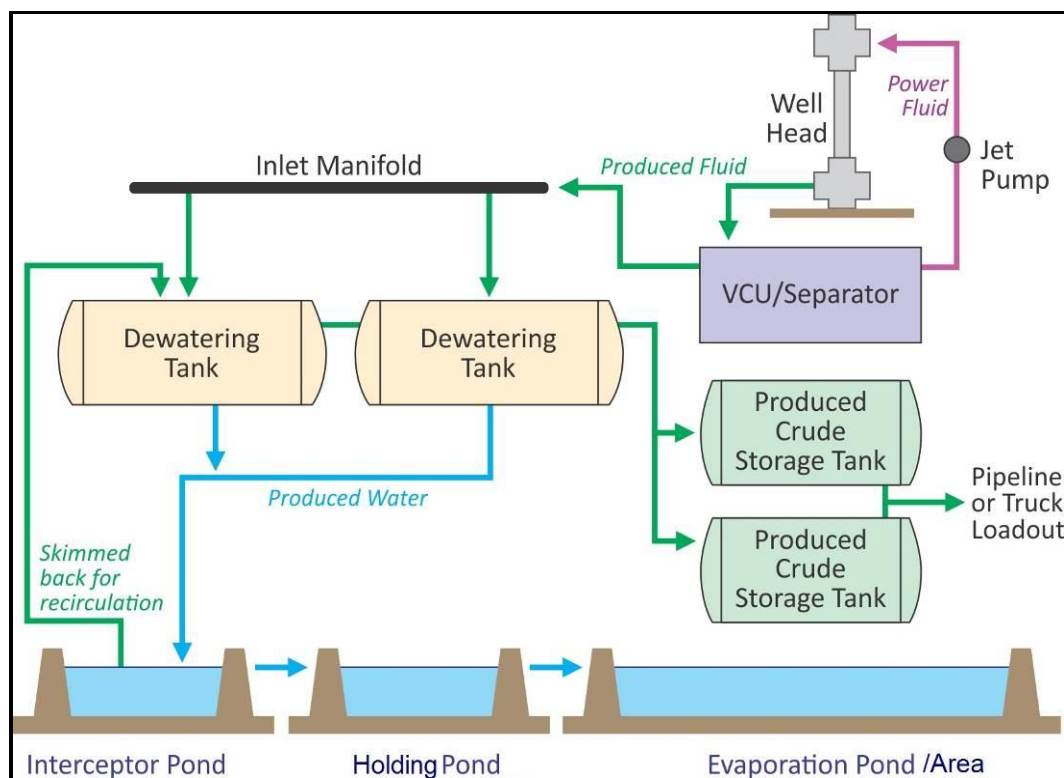 Power
Fluid
Well
Head
Jet
Pump
Inlet Manifold
Produced Fluid
VCU/Separator
Dewatering
Tank
Dewatering
Tank
Produced
Crude
Storage Tank
Pipeline
or Truck
Loadout
Produced Water
Produced
Crude
Storage Tank
Skimmed
back for
recirculation
Interceptor Pond
Holding Pond
Evaporation Pond /Area